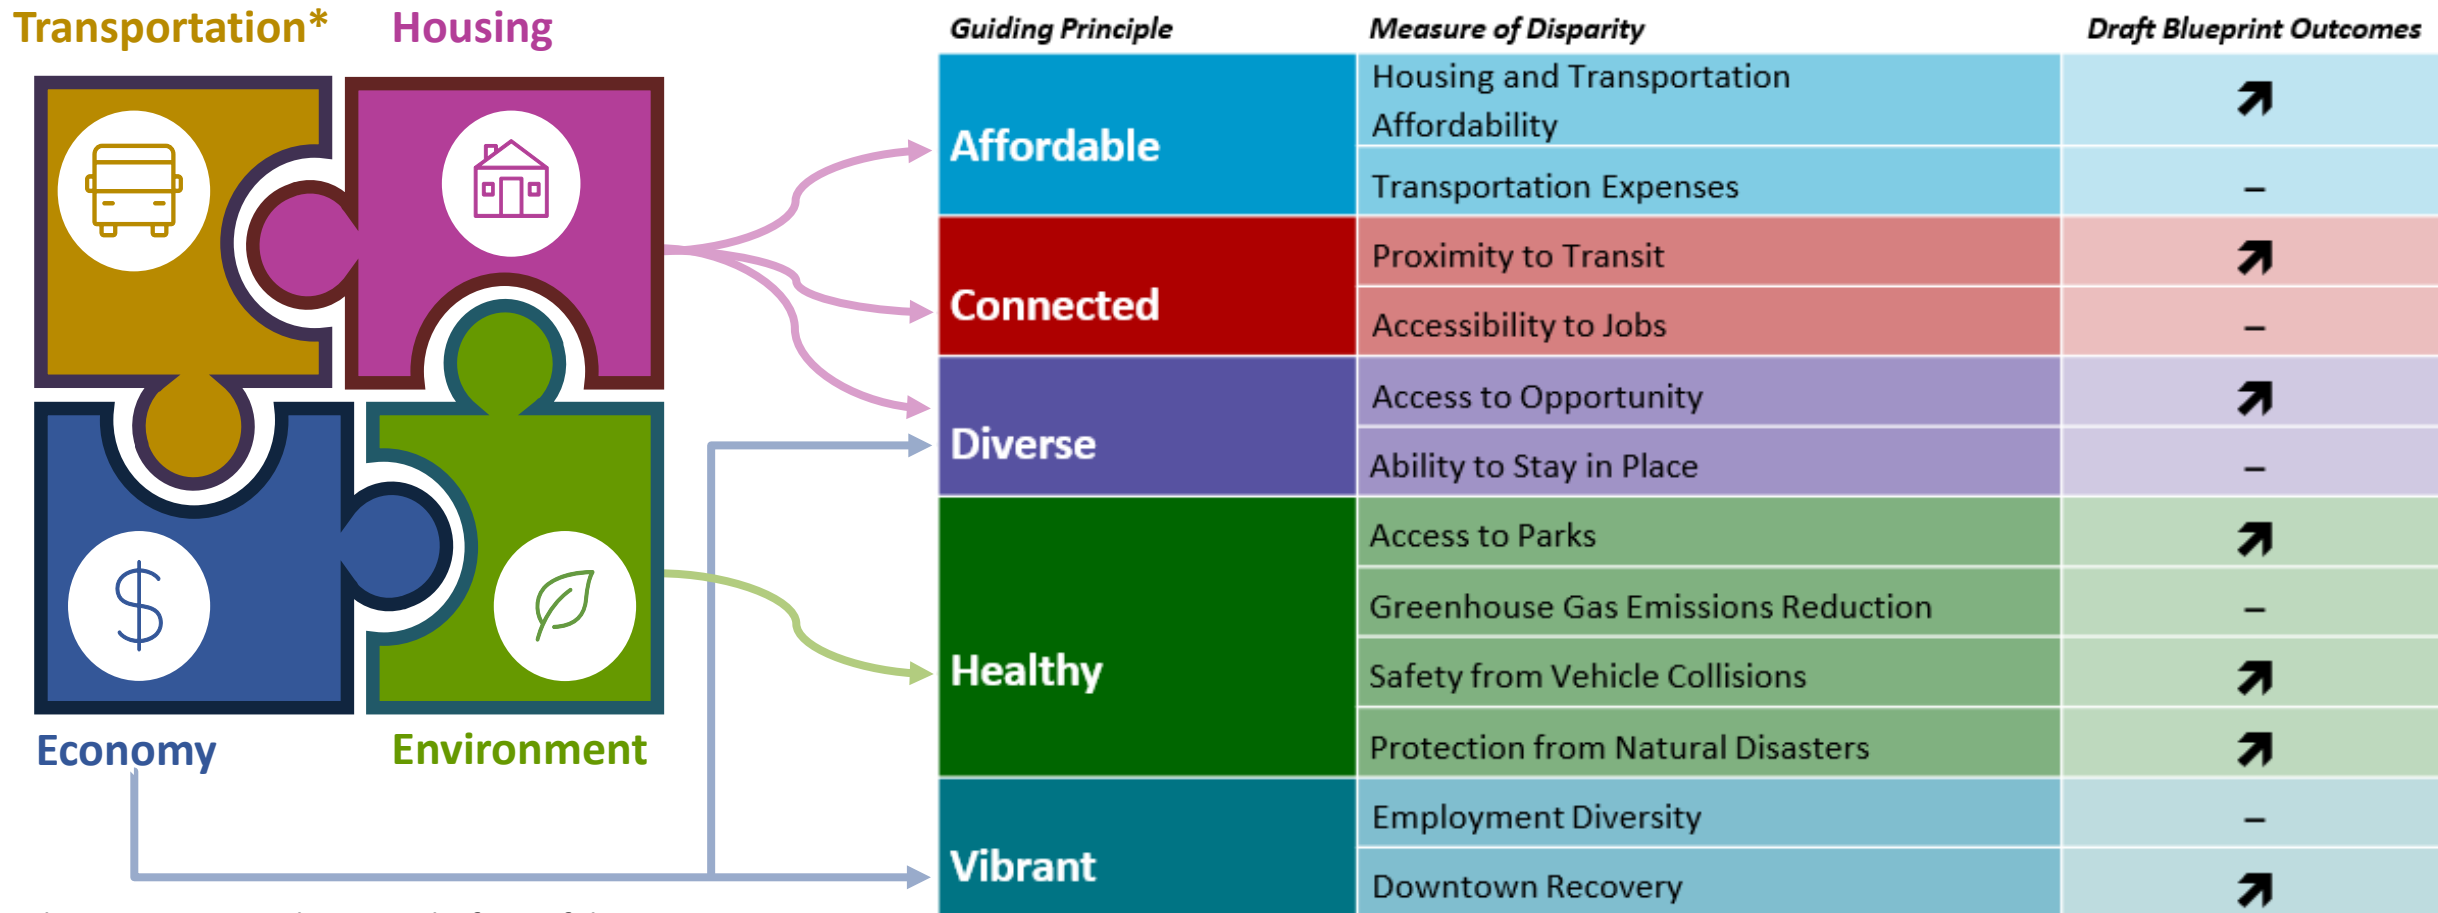 Transportation*
Housing
Economy
Environment
$
Guiding Principle
Measure of Disparity
Draft Blueprint Outcomes
Affordable
Housing and Transportation
Affordability
Transportation Expenses
–
Connected
Proximity to Transit
Accessibility to Jobs
–
Diverse
Access to Opportunity
Ability to Stay in Place
–
Healthy
Access to Parks
Greenhouse Gas Emissions Reduction
–
Safety from Vehicle Collisions
Protection from Natural Disasters
Vibrant
Employment Diversity
–
Downtown Recovery